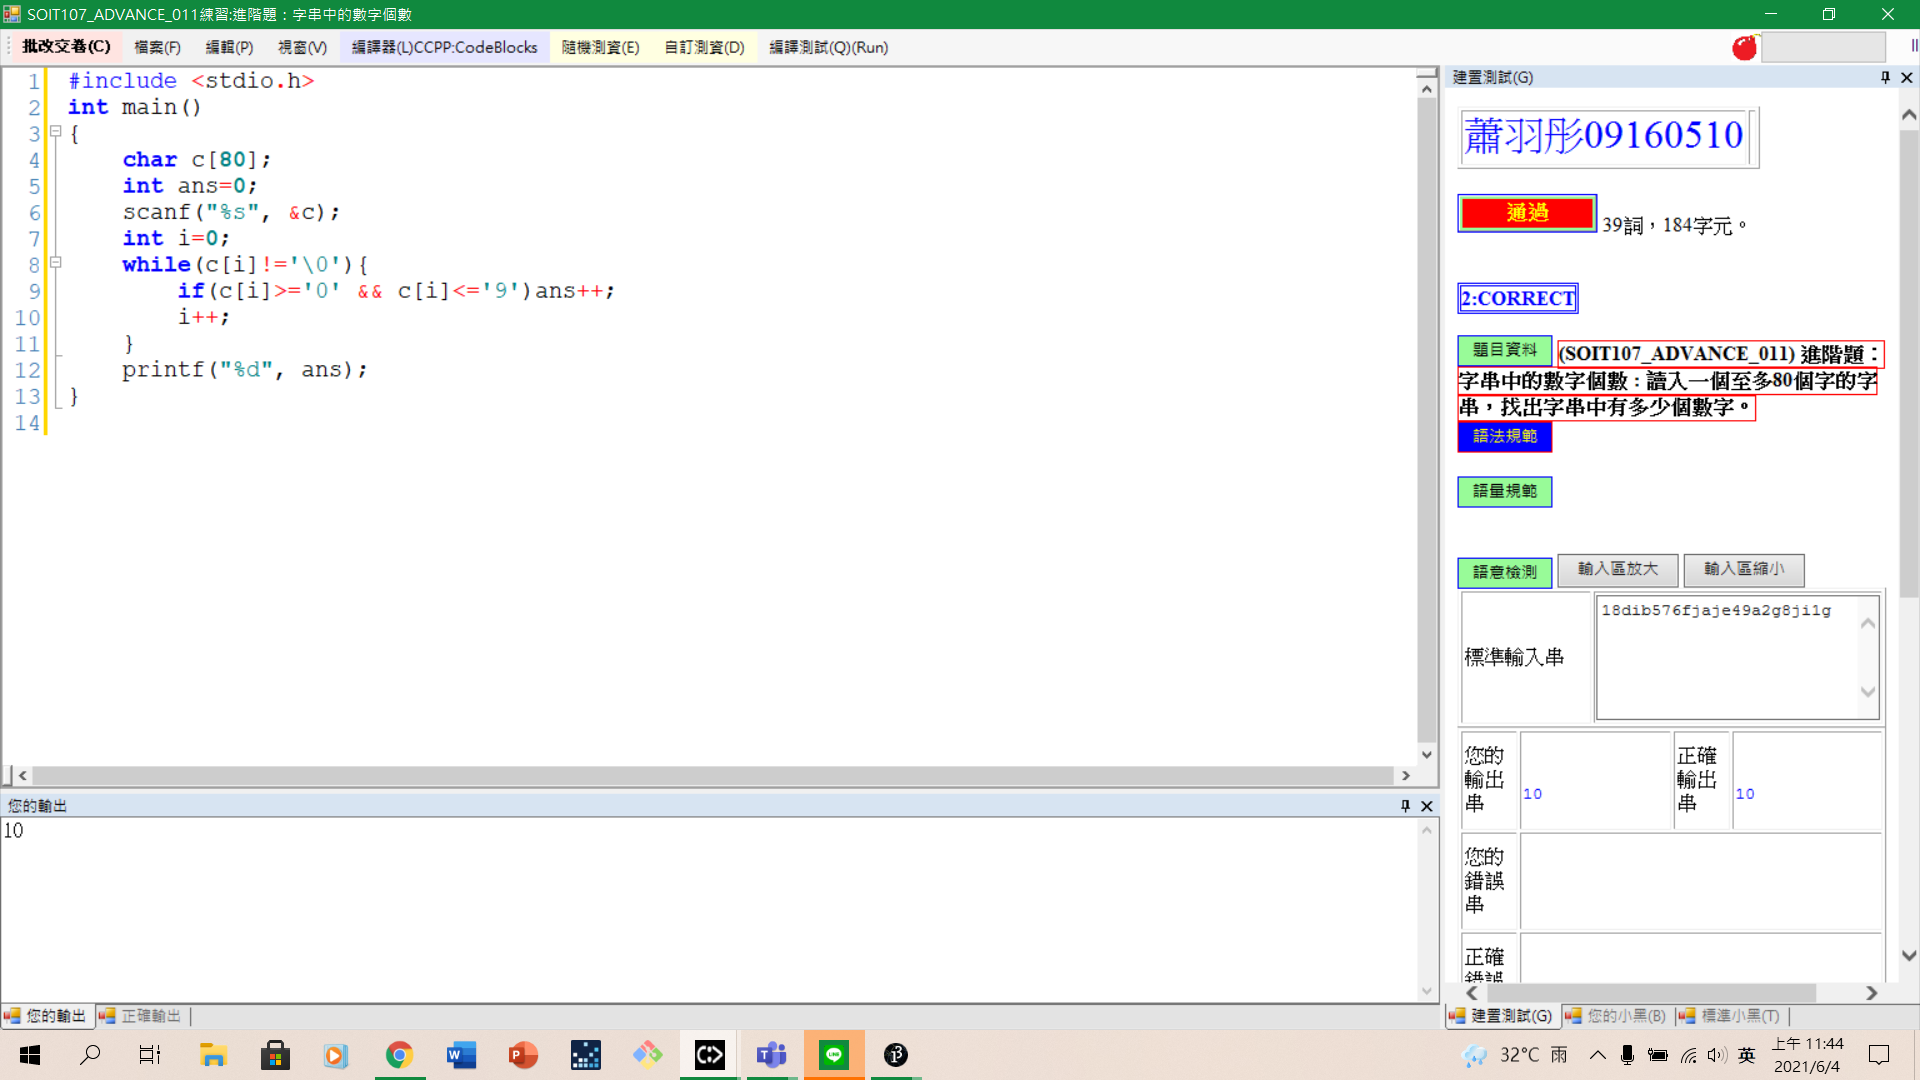 SOIT107_ADVANCE_011練習:進階題：字串中的數字個數
批改交卷(C) 檔案(F) 編輯(P) 視窗(V) 編譯器(L)CCPP:CodeBlocks 隨機測資(E) 自訂測資(D) 編譯測試(Q)(Run)
1 #include <stdio.h>
2 int main()
3 {
4 char c[80];
5 int ans=0;
6 scanf("%s", &c);
7 int i=0;
8 while(c[i]!='\0'){
9 if(c[i]>='0' && c[i]<='9')ans++;
10 i++;
11 }
12 printf("%d", ans);
13 }
14
您的輸出
10
您的輸出 正確輸出
建置測試(G)
蕭羽彤09160510
通過 39詞，184字元。
2:CORRECT
題目資料 (SOIT107_ADVANCE_011) 進階題：
字串中的數字個數 : 讀入一個至多80個字的字
串，找出字串中有多少個數字。
語法規範
語量規範
語意檢測 輸入區放大 輸入區縮小
標準輸入串 18dib576fjaje49a2g8ji1g
您的輸出串 10 正確輸出串 10
您的錯誤串
正確錯誤
建置測試(G) 您的小黑(B) 標準小黑(T)
32°C 雨 英 上午 11:44
2021/6/4